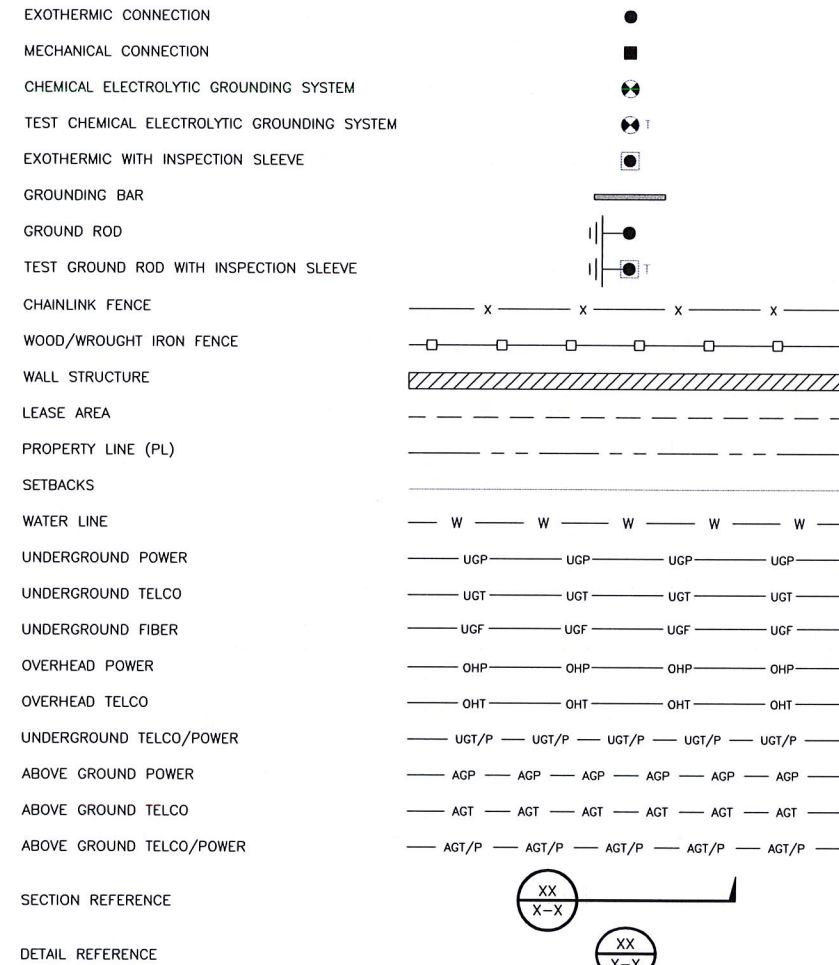 EXOTHERMIC CONNECTION
MECHANICAL CONNECTION
CHEMICAL ELECTROLYTIC GROUNDING SYSTEM
TEST CHEMICAL ELECTROLYTIC GROUNDING SYSTEM T
EXOTHERMIC WITH INSPECTION SLEEVE
GROUNDING BAR
GROUND ROD
TEST GROUND ROD WITH INSPECTION SLEEVE T
CHAINLINK FENCE X X X X
WOOD/WROUGHT IRON FENCE
WALL STRUCTURE
LEASE AREA
PROPERTY LINE (PL)
SETBACKS
WATER LINE W W W W W
UNDERGROUND POWER UGP UGP UGP UGP
UNDERGROUND TELCO UGT UGT UGT UGT
UNDERGROUND FIBER UGF UGF UGF UGF
OVERHEAD POWER OHP OHP OHP OHP
OVERHEAD TELCO OHT OHT OHT OHT
UNDERGROUND TELCO/POWER UGT/P UGT/P UGT/P UGT/P UGT/P
ABOVE GROUND POWER AGP AGP AGP AGP AGP AGP
ABOVE GROUND TELCO AGT AGT AGT AGT AGT AGT
ABOVE GROUND TELCO/POWER AGT/P AGT/P AGT/P AGT/P AGT/P
XX
SECTION REFERENCE X-X
XX
DETAIL REFERENCE X-X